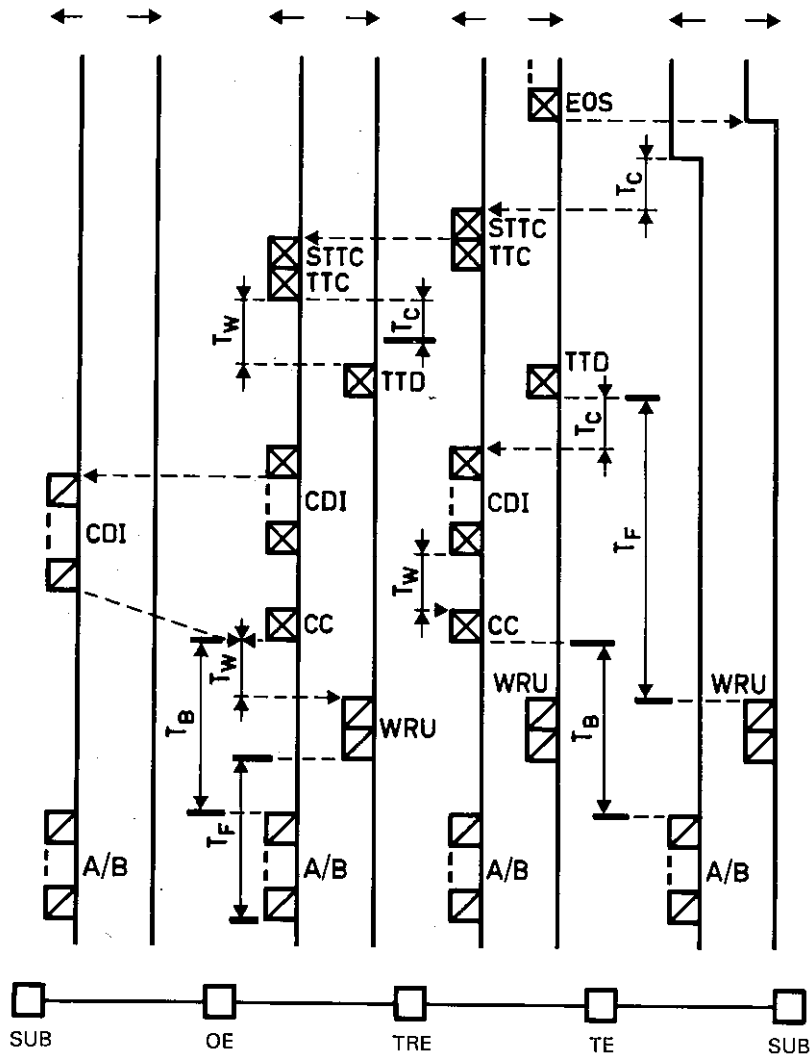 EOS
T_C
STTC
TTC
STTC
TTC
T_W
T_C
TTD
TTD
T_C
CDI
CDI
CDI
T_F
T_W
CC
CC
T_W
WRU
WRU
WRU
T_B
T_B
T_F
A/B
A/B
A/B
A/B
SUB OE TRE TE SUB